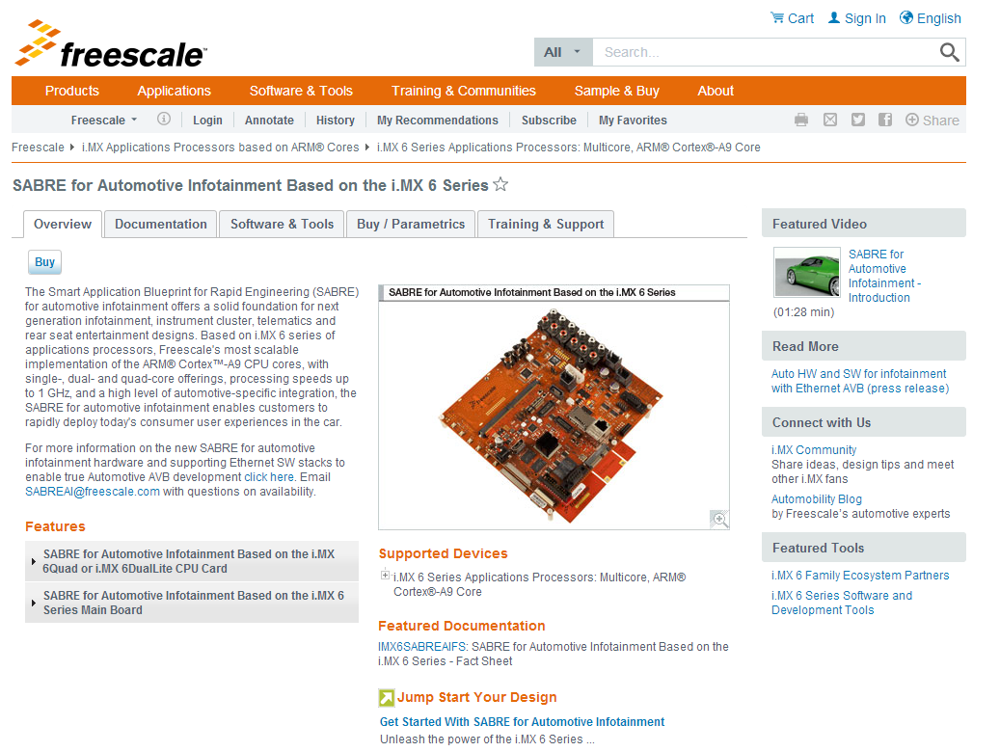 Cart Sign In English
freescale™
All Search...
Products Applications Software & Tools Training & Communities Sample & Buy About
Freescale Login Annotate History My Recommendations Subscribe My Favorites Share
Freescale i.MX Applications Processors based on ARM® Cores i.MX 6 Series Applications Processors: Multicore, ARM® Cortex®-A9 Core
SABRE for Automotive Infotainment Based on the i.MX 6 Series
Overview Documentation Software & Tools Buy / Parametrics Training & Support
Buy
The Smart Application Blueprint for Rapid Engineering (SABRE)
for automotive infotainment offers a solid foundation for next
generation infotainment, instrument cluster, telematics and
rear seat entertainment designs. Based on i.MX 6 series of
applications processors, Freescale's most scalable
implementation of the ARM® Cortex™-A9 CPU cores, with
single-, dual- and quad-core offerings, processing speeds up
to 1 GHz, and a high level of automotive-specific integration, the
SABRE for automotive infotainment enables customers to
rapidly deploy today's consumer user experiences in the car.
For more information on the new SABRE for automotive
infotainment hardware and supporting Ethernet SW stacks to
enable true Automotive AVB development click here. Email
SABREAI@freescale.com with questions on availability.
Features
SABRE for Automotive Infotainment Based on the i.MX
6Quad or i.MX 6DualLite CPU Card
SABRE for Automotive Infotainment Based on the i.MX 6
Series Main Board
SABRE for Automotive Infotainment Based on the i.MX 6 Series
freescale
Supported Devices
i.MX 6 Series Applications Processors: Multicore, ARM®
Cortex®-A9 Core
Featured Documentation
IMX6SABREAIFS: SABRE for Automotive Infotainment Based on the
i.MX 6 Series - Fact Sheet
Jump Start Your Design
Get Started With SABRE for Automotive Infotainment
Unleash the power of the i.MX 6 Series ...
Featured Video
SABRE for
Automotive
Infotainment -
Introduction
(01:28 min)
Read More
Auto HW and SW for infotainment
with Ethernet AVB (press release)
Connect with Us
i.MX Community
Share ideas, design tips and meet
other i.MX fans
Automobility Blog
by Freescale's automotive experts
Featured Tools
i.MX 6 Family Ecosystem Partners
i.MX 6 Series Software and
Development Tools